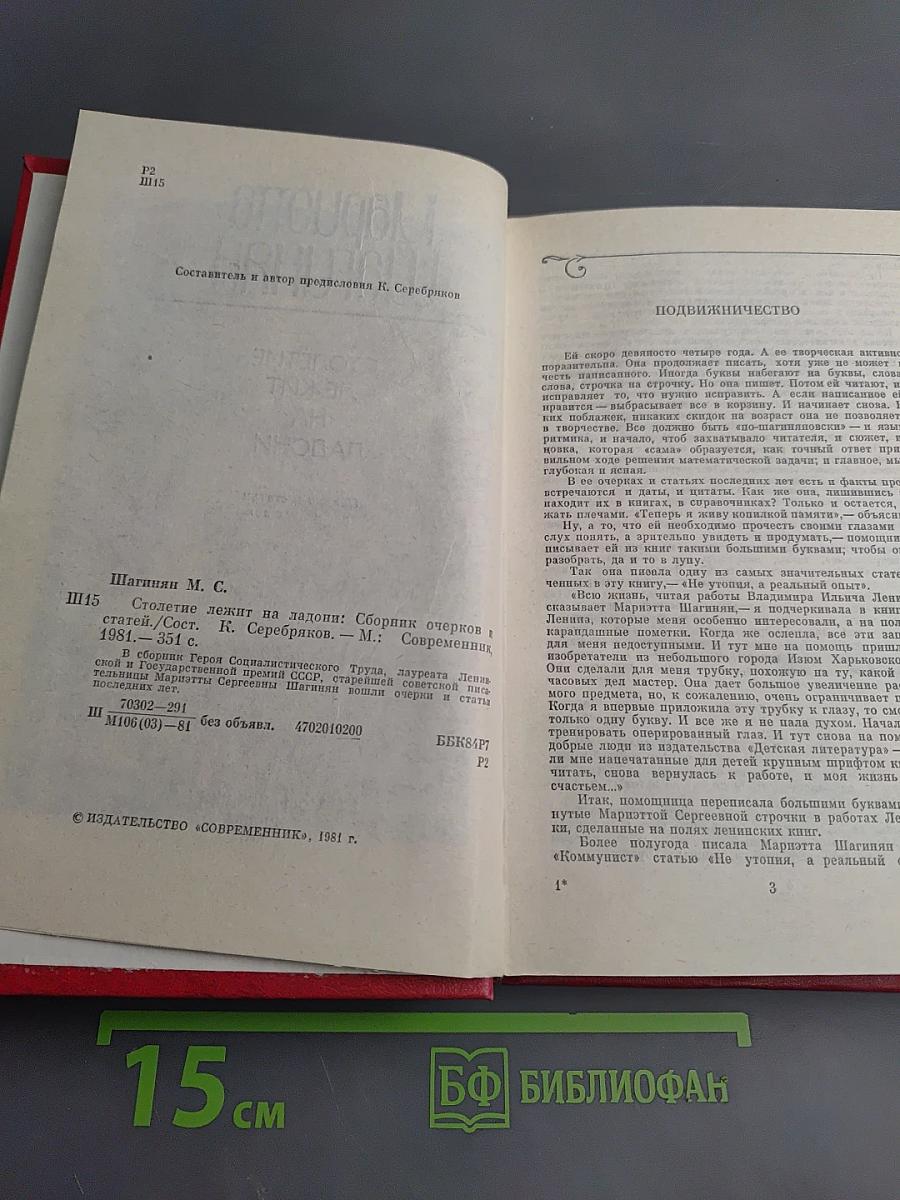 Р2
Ш15
Составитель и автор предисловия К. Серебряков
Шагинян М. С.
Ш15 Столетие лежит на ладони: Сборник очерков и
статей./Сост. К. Серебряков. — М.: Современник,
1981.— 351 с.
В сборник Героя Социалистического Труда, лауреата Ленин-
ской и Государственной премий СССР, старейшей советской писа-
тельницы Мариэтты Сергеевны Шагинян вошли очерки и статьи
последних лет.
Ш 70302—291
М106(03)—81 без объявл. 4702010200
ББК84Р7
Р2
© ИЗДАТЕЛЬСТВО «СОВРЕМЕННИК», 1981 г.
ПОДВИЖНИЧЕСТВО
Ей скоро девяносто четыре года. А ее творческая активно
поразительна. Она продолжает писать, хотя уже не может
честь написанного. Иногда буквы набегают на буквы, слова
слова, строчка на строчку. Но она пишет. Потом ей читают,
исправляет то, что нужно исправить. А если написанное ей
нравится — выбрасывает все в корзину. И начинает снова.
ких поблажек, никаких скидок на возраст она не позволяет
в творчестве. Все должно быть «по-шагиняновски» — и язык
ритмика, и начало, чтоб захватывало читателя, и сюжет,
цовка, которая «сама» образуется, как точный ответ при
вильном ходе решения математической задачи; и главное, мы
глубокая и ясная.
В ее очерках и статьях последних лет есть и факты про
встречаются и даты, и цитаты. Как же она, лишившись
находит их в книгах, в справочниках? Только и остается,
жать плечами. «Теперь я живу копилкой памяти»,— объясн
Ну, а то, что ей необходимо прочесть своими глазами
слух понять, а зрительно увидеть и продумать,— помощни
писывает ей из книг такими большими буквами; чтобы о
разобрать, да и то в лупу.
Так она писала одну из самых значительных стате
ченных в эту книгу,— «Не утопия, а реальный опыт».
«Всю жизнь, читая работы Владимира Ильича Лени
сказывает Мариэтта Шагинян,— я подчеркивала в книг
Ленина, которые меня особенно интересовали, а на пол
карандашные пометки. Когда же ослепла, все эти зап
для меня недоступными. И тут мне на помощь пришл
изобретатели из небольшого города Изюм Харьковско
Они сделали для меня трубку, похожую на ту, какой
часовых дел мастер. Она дает большое увеличение ра
мого предмета, но, к сожалению, очень ограничивает п
Когда я впервые приложила эту трубку к глазу, то смо
только одну букву. И все же я не пала духом. Начал
тренировать оперированный глаз. И тут снова на пом
добрые люди из издательства «Детская литература» —
ли мне напечатанные для детей крупным шрифтом к
читать, снова вернулась к работе, и моя жизнь
счастьем...»
Итак, помощница переписала большими буквами
нутые Мариэттой Сергеевной строчки в работах Ле
ки, сделанные на полях ленинских книг.
Более полугода писала Мариэтта Шагинян
«Коммунист» статью «Не утопия, а реальный
1* 3
15 см
БФ БИБЛИОФАН